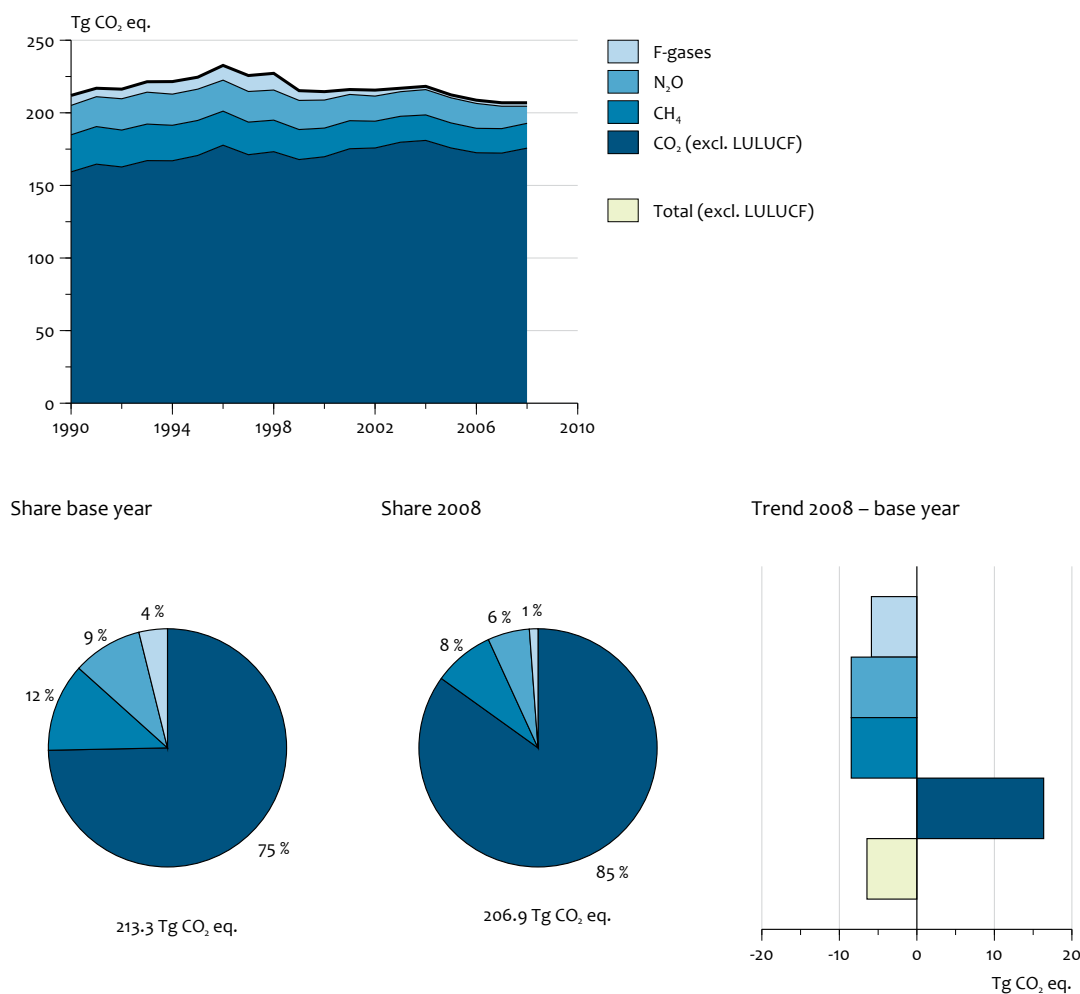 Tg CO₂ eq.
250
200
150
100
50
0
1990 1994 1998 2002 2006 2010
F-gases
N₂O
CH₄
CO₂ (excl. LULUCF)
Total (excl. LULUCF)
Share base year
4 %
9 %
12 %
75 %
213.3 Tg CO₂ eq.
Share 2008
1 %
6 %
8 %
85 %
206.9 Tg CO₂ eq.
Trend 2008 – base year
-20 -10 0 10 20
Tg CO₂ eq.